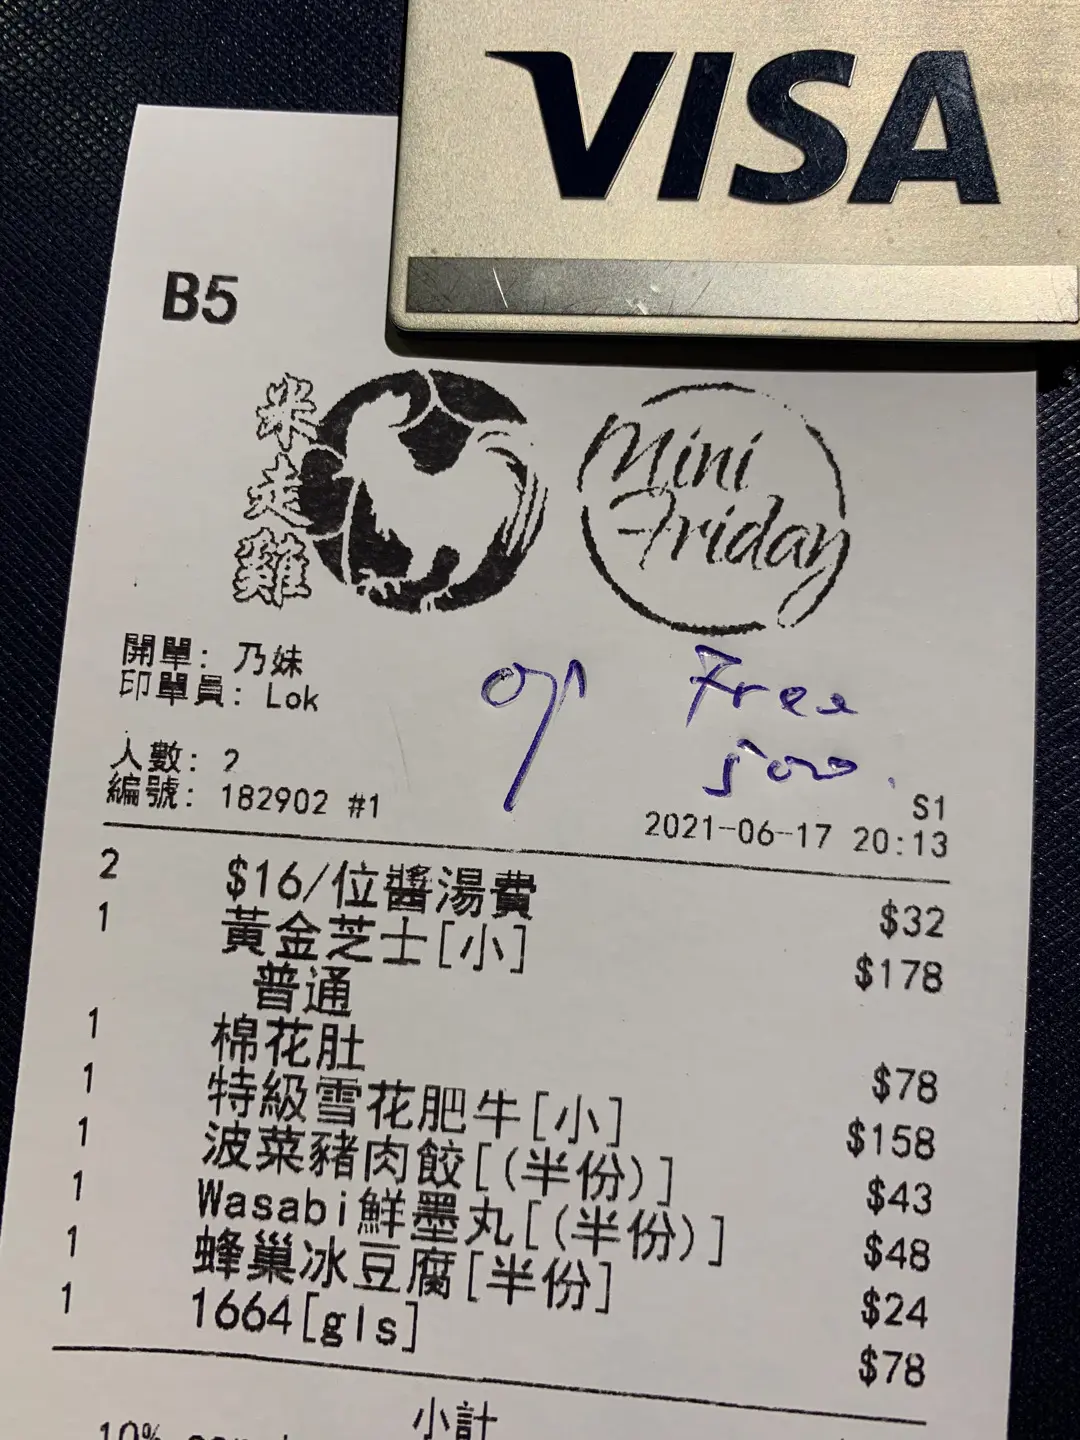 VISA
B5
米走雞
Mini
Friday
開單: 乃妹
印單員: Lok
Free
500.
人數: 2
編號: 182902 #1
S1
2021-06-17 20:13
2 $16/位醬湯費 $32
1 黃金芝士[小] $178
普通
1 棉花肚 $78
1 特級雪花肥牛[小] $158
1 波菜豬肉餃[(半份)] $43
1 Wasabi鮮墨丸[(半份)] $48
1 蜂巢冰豆腐[半份] $24
1 1664[gls] $78
小計
10%